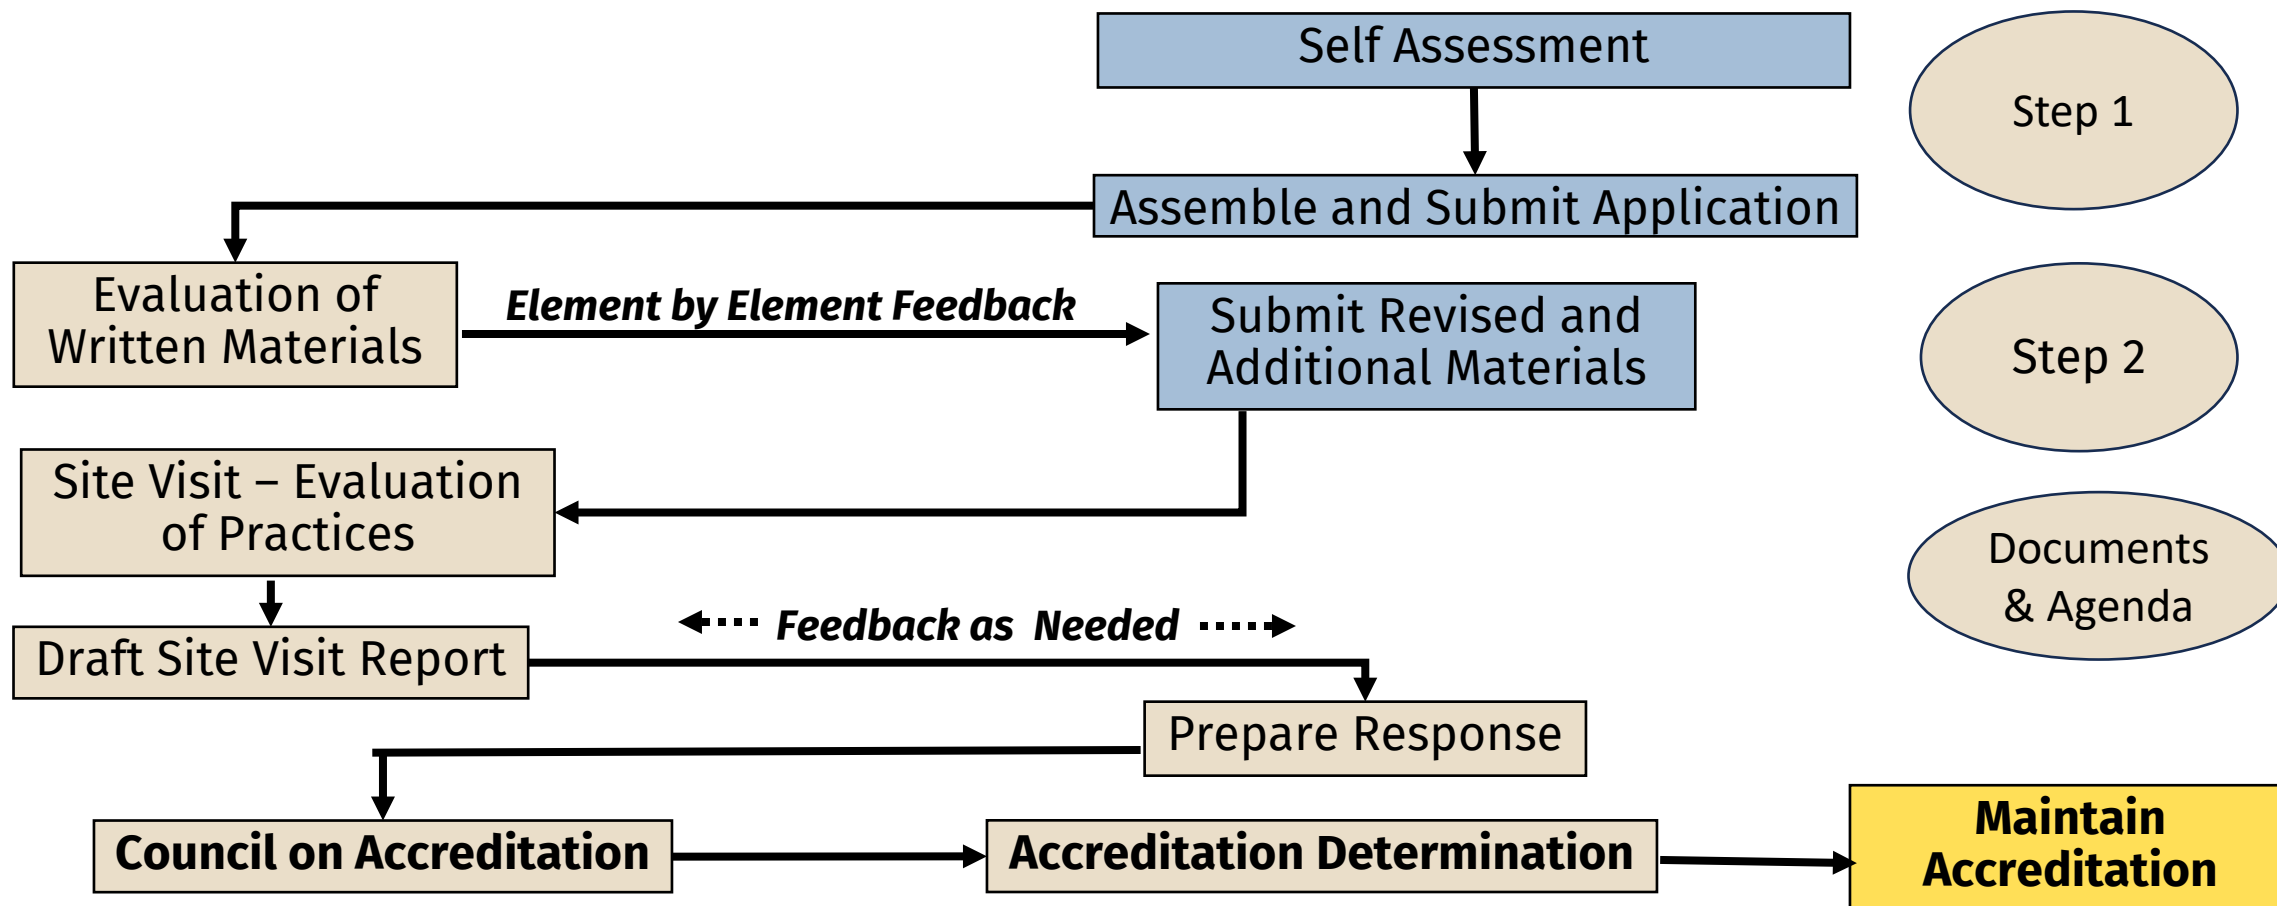 Self Assessment
Step 1
Assemble and Submit Application
Evaluation of
Written Materials
Element by Element Feedback
Submit Revised and
Additional Materials
Step 2
Site Visit – Evaluation
of Practices
Documents
& Agenda
Feedback as Needed
Draft Site Visit Report
Prepare Response
Council on Accreditation
Accreditation Determination
Maintain
Accreditation